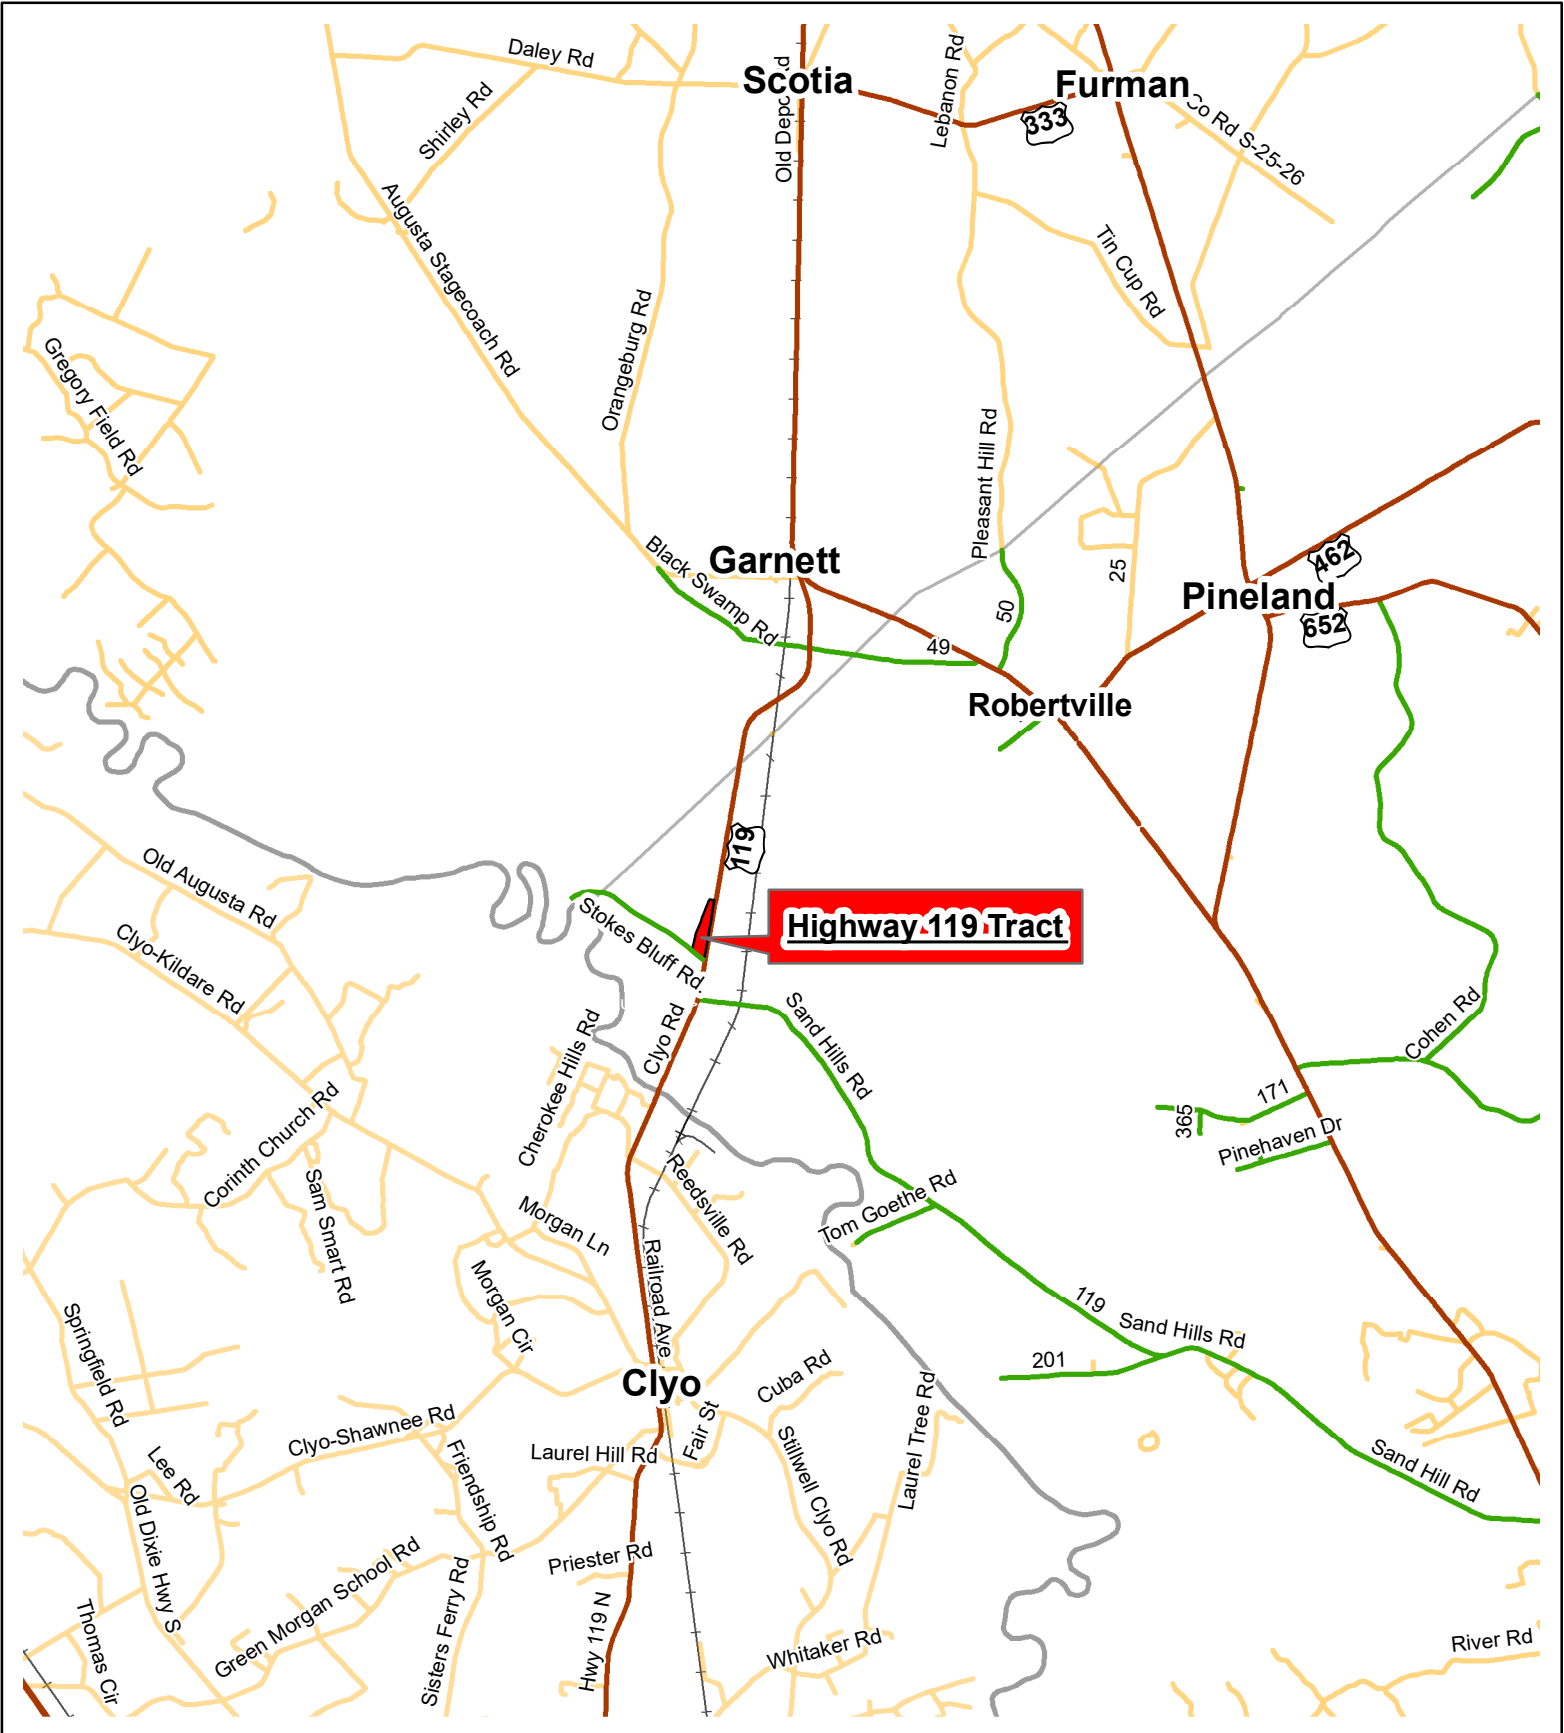 Daley Rd
Scotia
Old Depot Rd
Lebanon Rd
Furman
333
Co Rd S-25-26
Shirley Rd
Augusta Stagecoach Rd
Tin Cup Rd
Orangeburg Rd
Gregory Field Rd
Pleasant Hill Rd
Black Swamp Rd
Garnett
25
462
Pineland
652
50
49
Robertville
119
Old Augusta Rd
Stokes Bluff Rd.
Highway 119 Tract
Clyo-Kildare Rd
Clyo Rd
Sand Hills Rd
Cohen Rd
Cherokee Hills Rd
Corinth Church Rd
171
365
Pinehaven Dr
Sam Smart Rd
Reedsville Rd
Tom Goethe Rd
Morgan Ln
Railroad Ave
Morgan Cir
119
Sand Hills Rd
Springfield Rd
201
Clyo
Cuba Rd
Laurel Tree Rd
Clyo-Shawnee Rd
Fair St
Laurel Hill Rd
Stillwell Clyo Rd
Lee Rd
Friendship Rd
Sand Hill Rd
Old Dixie Hwy S
Priester Rd
Green Morgan School Rd
Sisters Ferry Rd
Hwy 119 N
Thomas Cir
Whitaker Rd
River Rd